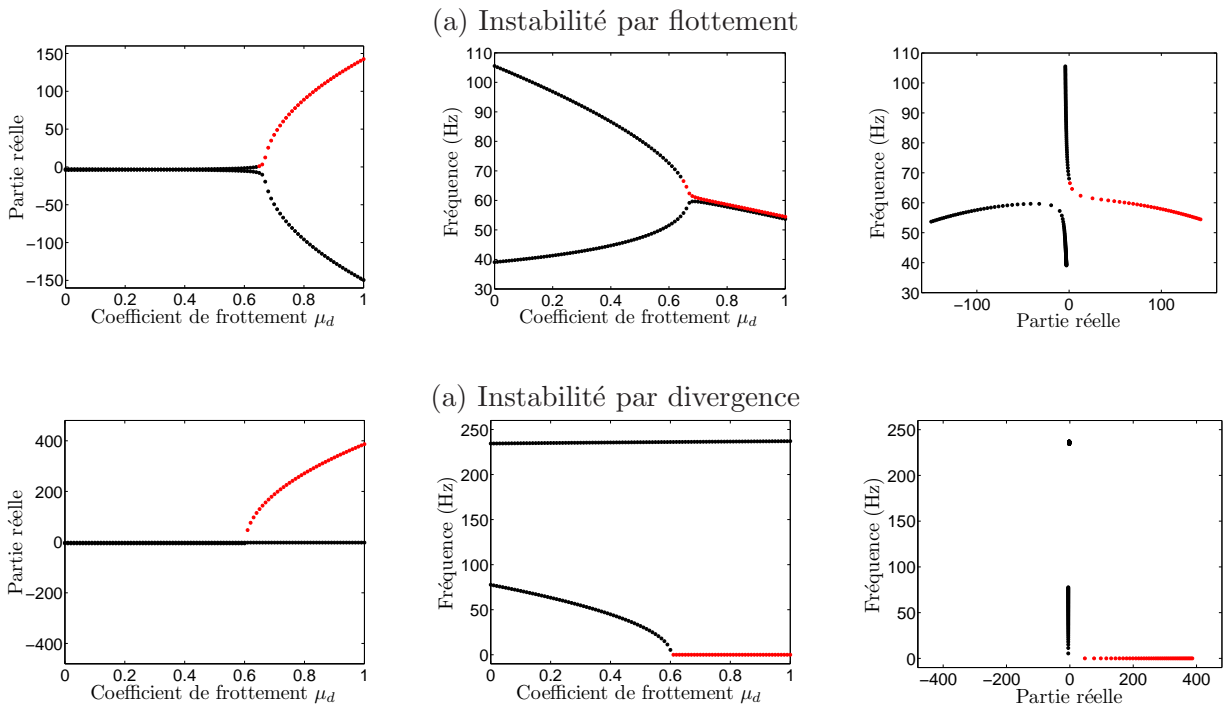 (a) Instabilité par flottement
Partie réelle
150
100
50
0
−50
−100
−150
0 0.2 0.4 0.6 0.8 1
Coefficient de frottement μd
Fréquence (Hz)
110
100
90
80
70
60
50
40
30
0 0.2 0.4 0.6 0.8 1
Coefficient de frottement μd
Fréquence (Hz)
110
100
90
80
70
60
50
40
30
−100 0 100
Partie réelle
(a) Instabilité par divergence
Partie réelle
400
200
0
−200
−400
0 0.2 0.4 0.6 0.8 1
Coefficient de frottement μd
Fréquence (Hz)
250
200
150
100
50
0
0 0.2 0.4 0.6 0.8 1
Coefficient de frottement μd
Fréquence (Hz)
250
200
150
100
50
0
−400 −200 0 200 400
Partie réelle